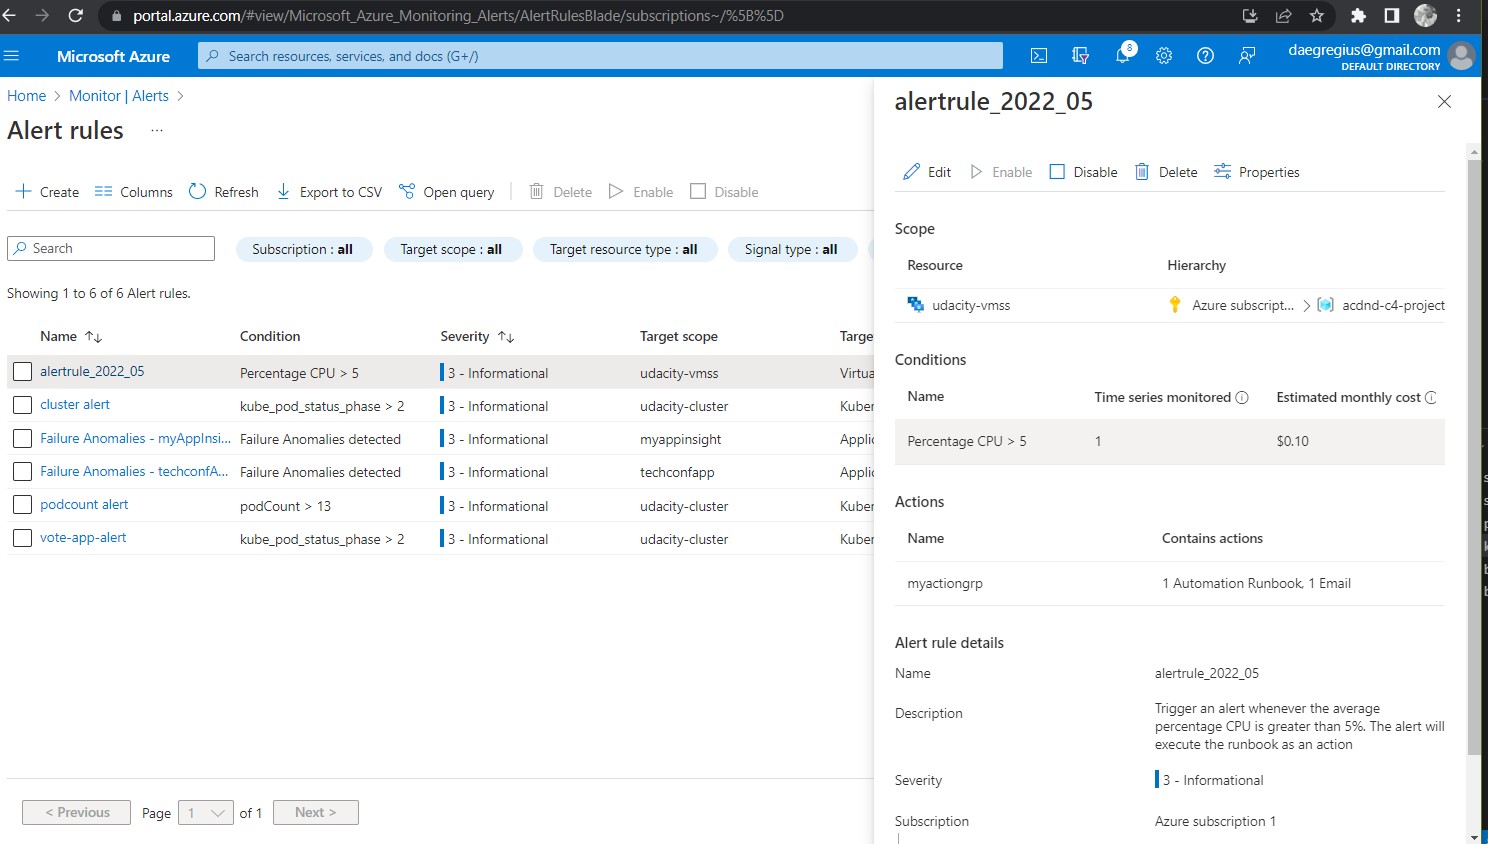 portal.azure.com/#view/Microsoft_Azure_Monitoring_Alerts/AlertRulesBlade/subscriptions~/%5B%5D
Microsoft Azure
Search resources, services, and docs (G+/)
8
daegregius@gmail.com
DEFAULT DIRECTORY
Home > Monitor | Alerts >
Alert rules ...
Create Columns Refresh Export to CSV Open query Delete Enable Disable
Search
Subscription : all Target scope : all Target resource type : all Signal type : all
Showing 1 to 6 of 6 Alert rules.
Name Condition Severity Target scope Targe
alertrule_2022_05 Percentage CPU > 5 3 - Informational udacity-vmss Virtua
cluster alert kube_pod_status_phase > 2 3 - Informational udacity-cluster Kuber
Failure Anomalies - myAppInsi... Failure Anomalies detected 3 - Informational myappinsight Applic
Failure Anomalies - techconfA... Failure Anomalies detected 3 - Informational techconfapp Applic
podcount alert podCount > 13 3 - Informational udacity-cluster Kuber
vote-app-alert kube_pod_status_phase > 2 3 - Informational udacity-cluster Kuber
< Previous Page 1 of 1 Next >
alertrule_2022_05
Edit Enable Disable Delete Properties
Scope
Resource Hierarchy
udacity-vmss Azure subscript... > acdnd-c4-project
Conditions
Name Time series monitored Estimated monthly cost
Percentage CPU > 5 1 $0.10
Actions
Name Contains actions
myactiongrp 1 Automation Runbook, 1 Email
Alert rule details
Name alertrule_2022_05
Description Trigger an alert whenever the average
percentage CPU is greater than 5%. The alert will
execute the runbook as an action
Severity 3 - Informational
Subscription Azure subscription 1